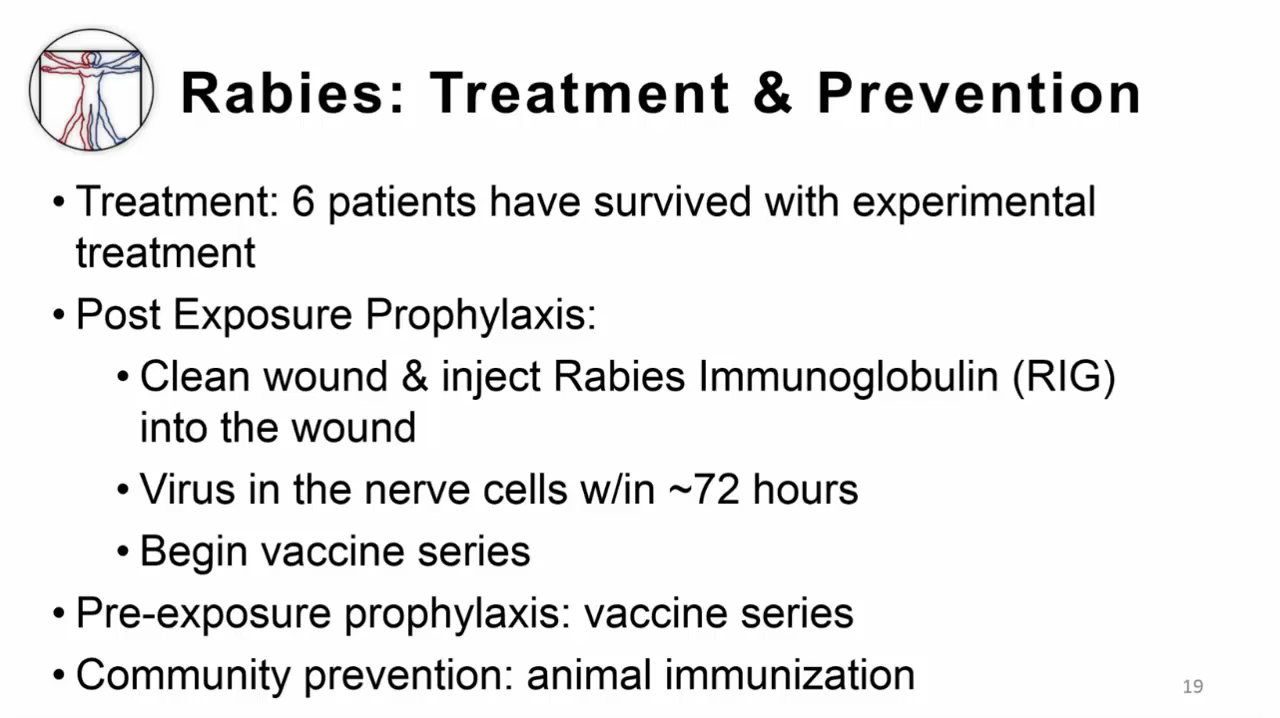 Rabies: Treatment & Prevention
• Treatment: 6 patients have survived with experimental
treatment
• Post Exposure Prophylaxis:
• Clean wound & inject Rabies Immunoglobulin (RIG)
into the wound
• Virus in the nerve cells w/in ~72 hours
• Begin vaccine series
• Pre-exposure prophylaxis: vaccine series
• Community prevention: animal immunization
19